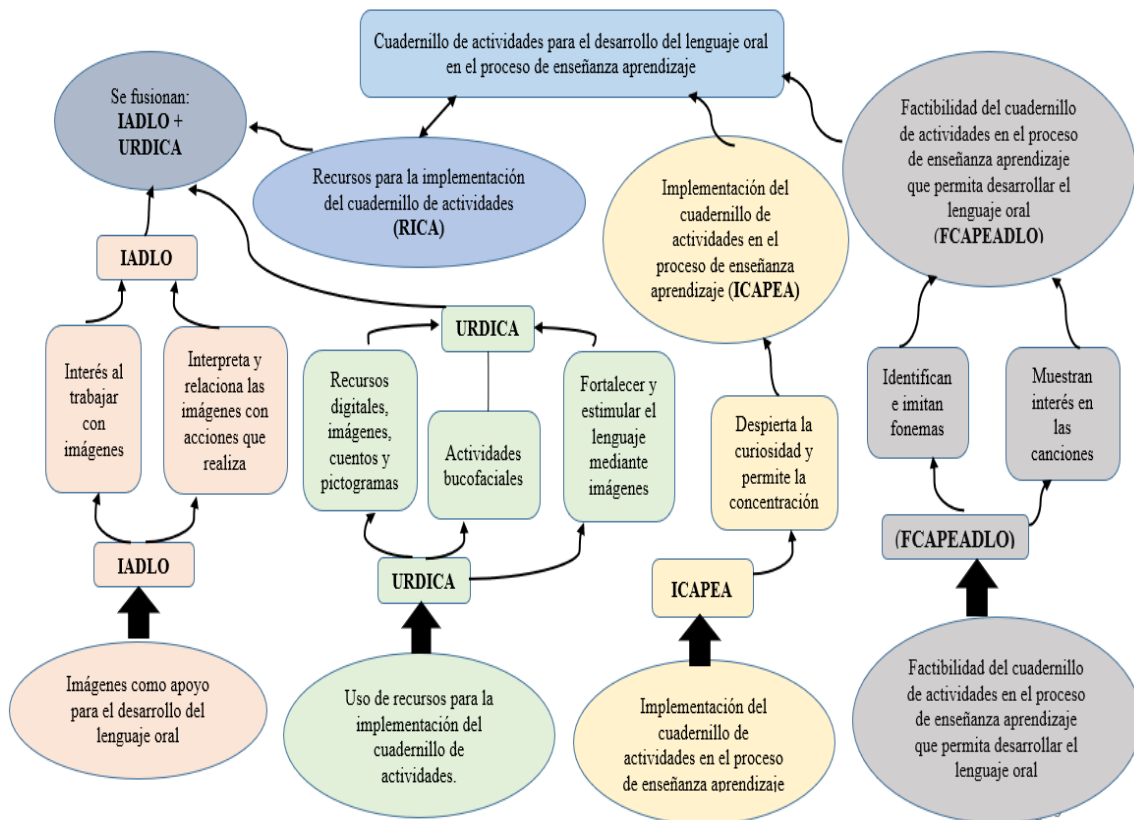 Cuadernillo de actividades para el desarrollo del lenguaje oral
en el proceso de enseñanza aprendizaje
Se fusionan:
IADLO +
URDICA
Recursos para la implementación
del cuadernillo de actividades
(RICA)
Implementación del
cuadernillo de
actividades en el
proceso de enseñanza
aprendizaje (ICAPEA)
Factibilidad del cuadernillo
de actividades en el proceso
de enseñanza aprendizaje
que permita desarrollar el
lenguaje oral
(FCAPEADLO)
IADLO
URDICA
Interés al
trabajar
con
imágenes
Interpreta y
relaciona las
imágenes con
acciones que
realiza
Recursos
digitales,
imágenes,
cuentos y
pictogramas
Actividades
bucofaciales
Fortalecer y
estimular el
lenguaje
mediante
imágenes
Despierta la
curiosidad y
permite la
concentración
Identifican
e imitan
fonemas
Muestran
interés en
las
canciones
IADLO
URDICA
ICAPEA
(FCAPEADLO)
Imágenes como apoyo
para el desarrollo del
lenguaje oral
Uso de recursos para la
implementación del
cuadernillo de
actividades.
Implementación del
cuadernillo de
actividades en el proceso
de enseñanza aprendizaje
Factibilidad del cuadernillo
de actividades en el proceso
de enseñanza aprendizaje
que permita desarrollar el
lenguaje oral